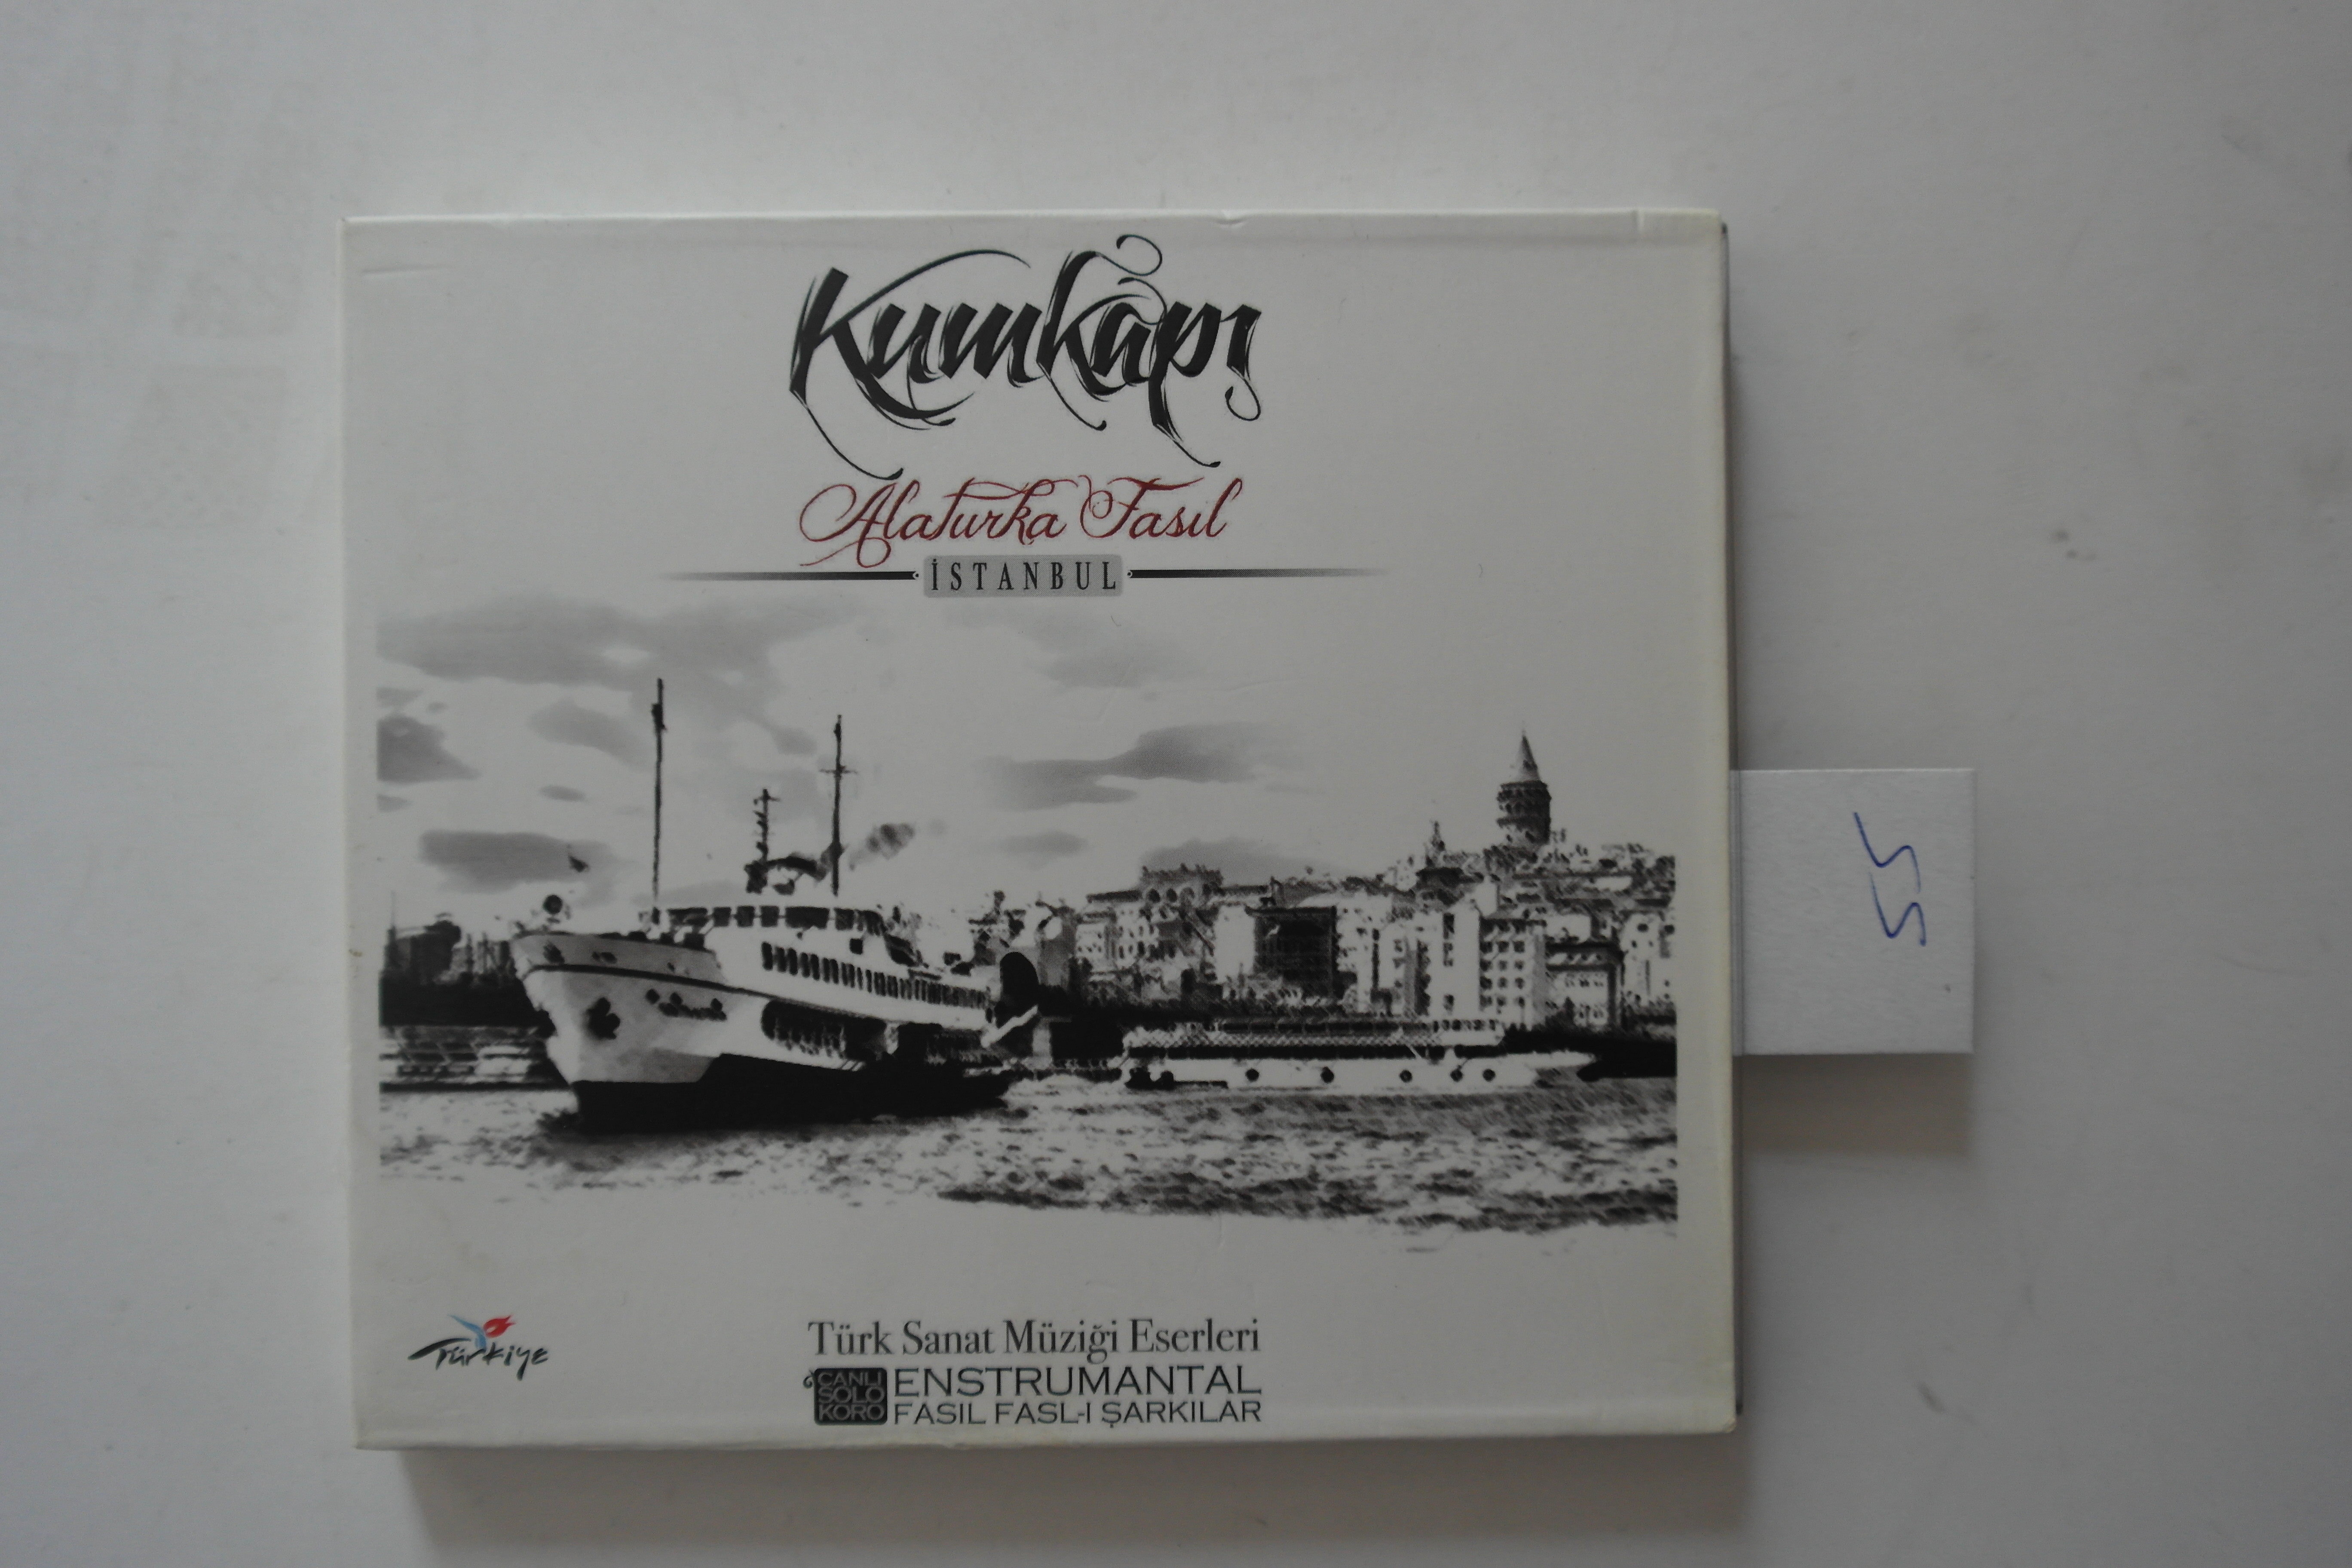 Kumkapı
Alaturka Fasıl
İSTANBUL
Türkiye
Türk Sanat Müziği Eserleri
CANLI
SOLO
KORO
ENSTRUMANTAL
FASIL FASL-I ŞARKILAR
55